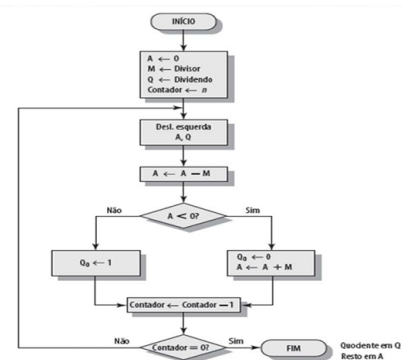 INÍCIO
A ← 0
M ← Divisor
Q ← Dividendo
Contador ← n
Desl. esquerda
A, Q
A ← A − M
Não
A < 0?
Sim
Q₀ ← 1
Q₀ ← 0
A ← A + M
Contador ← Contador − 1
Não
Contador = 0?
Sim
FIM
Quociente em Q
Resto em A